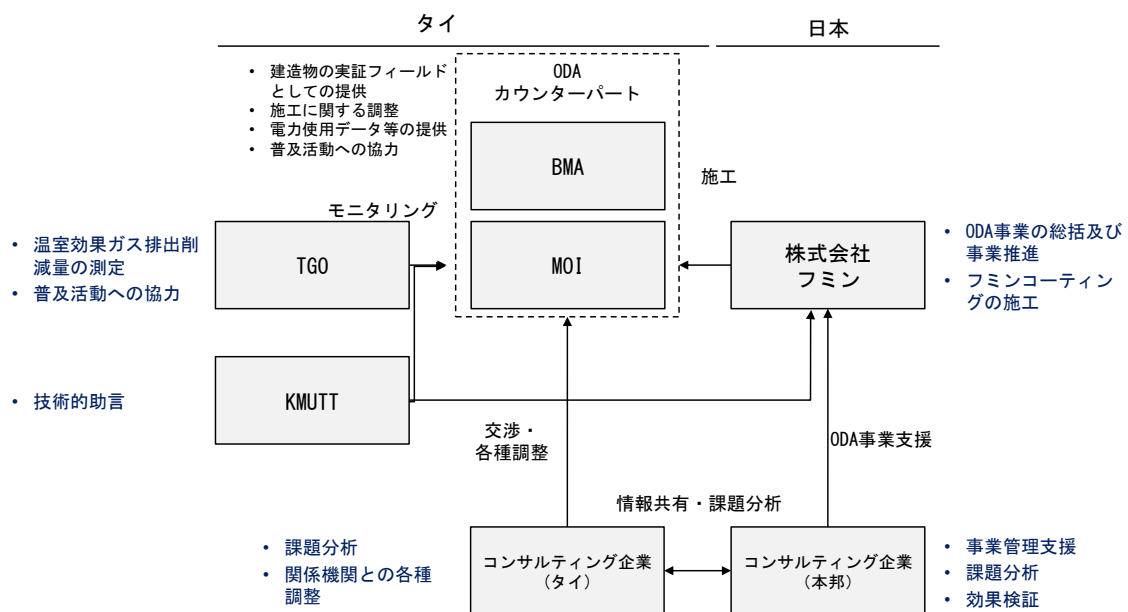 タイ
日本
• 建造物の実証フィールド
としての提供
• 施工に関する調整
• 電力使用データ等の提供
• 普及活動への協力
ODA
カウンターパート
BMA
施工
モニタリング
• 温室効果ガス排出削
減量の測定
• 普及活動への協力
TGO
MOI
株式会社
フミン
• ODA事業の総括及び
事業推進
• フミンコーティン
グの施工
• 技術的助言
KMUTT
交渉・
各種調整
ODA事業支援
情報共有・課題分析
• 課題分析
• 関係機関との各種
調整
コンサルティング企業
(タイ)
コンサルティング企業
(本邦)
• 事業管理支援
• 課題分析
• 効果検証